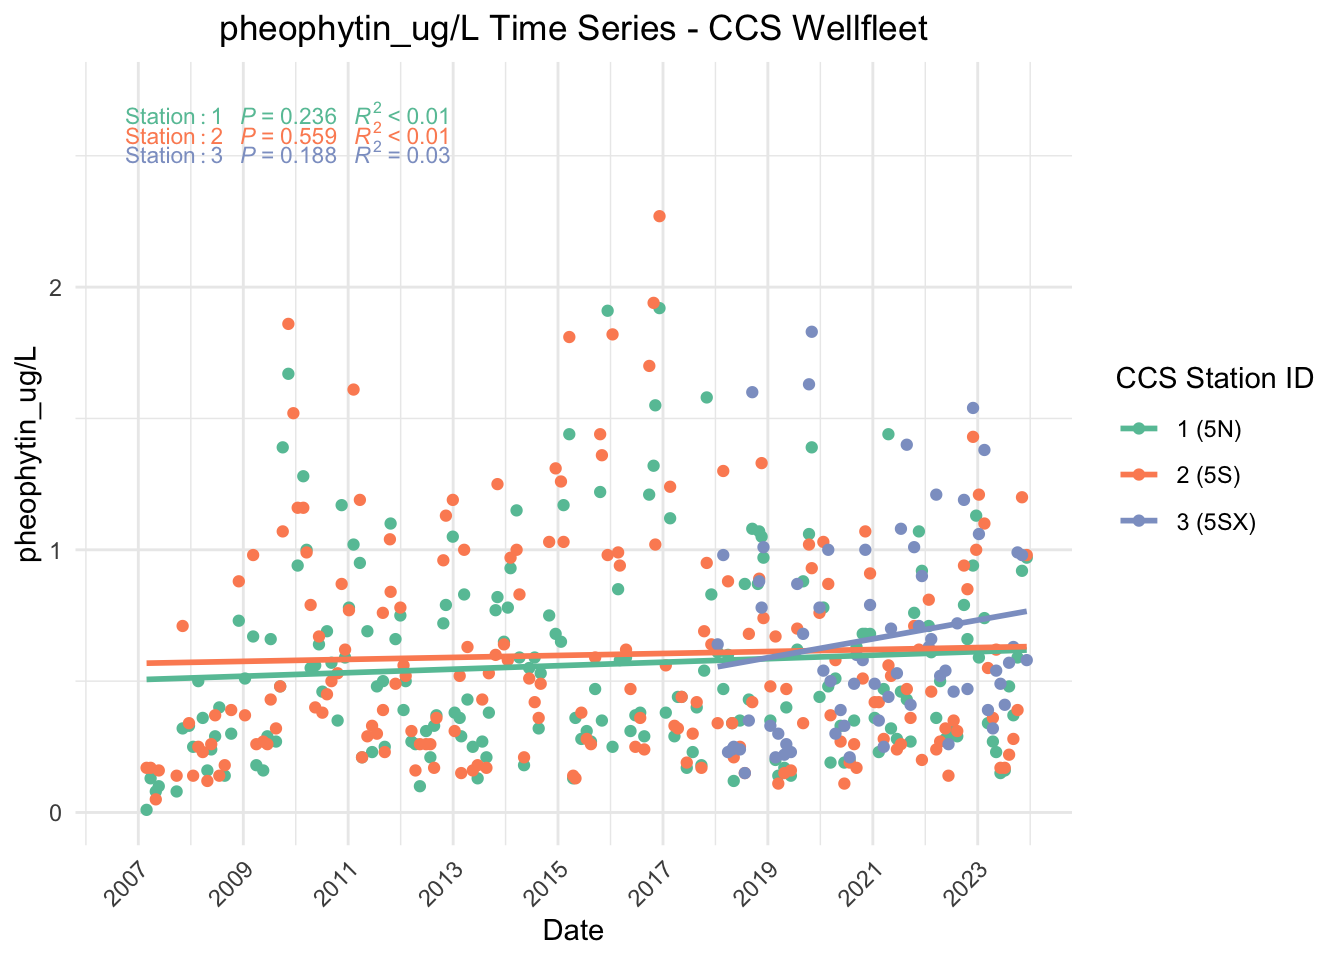 pheophytin_ug/L Time Series - CCS Wellfleet
Station : 1 P = 0.236 R² < 0.01
Station : 2 P = 0.559 R² < 0.01
Station : 3 P = 0.188 R² = 0.03
pheophytin_ug/L
2
1
0
2007 2009 2011 2013 2015 2017 2019 2021 2023
Date
CCS Station ID
1 (5N)
2 (5S)
3 (5SX)